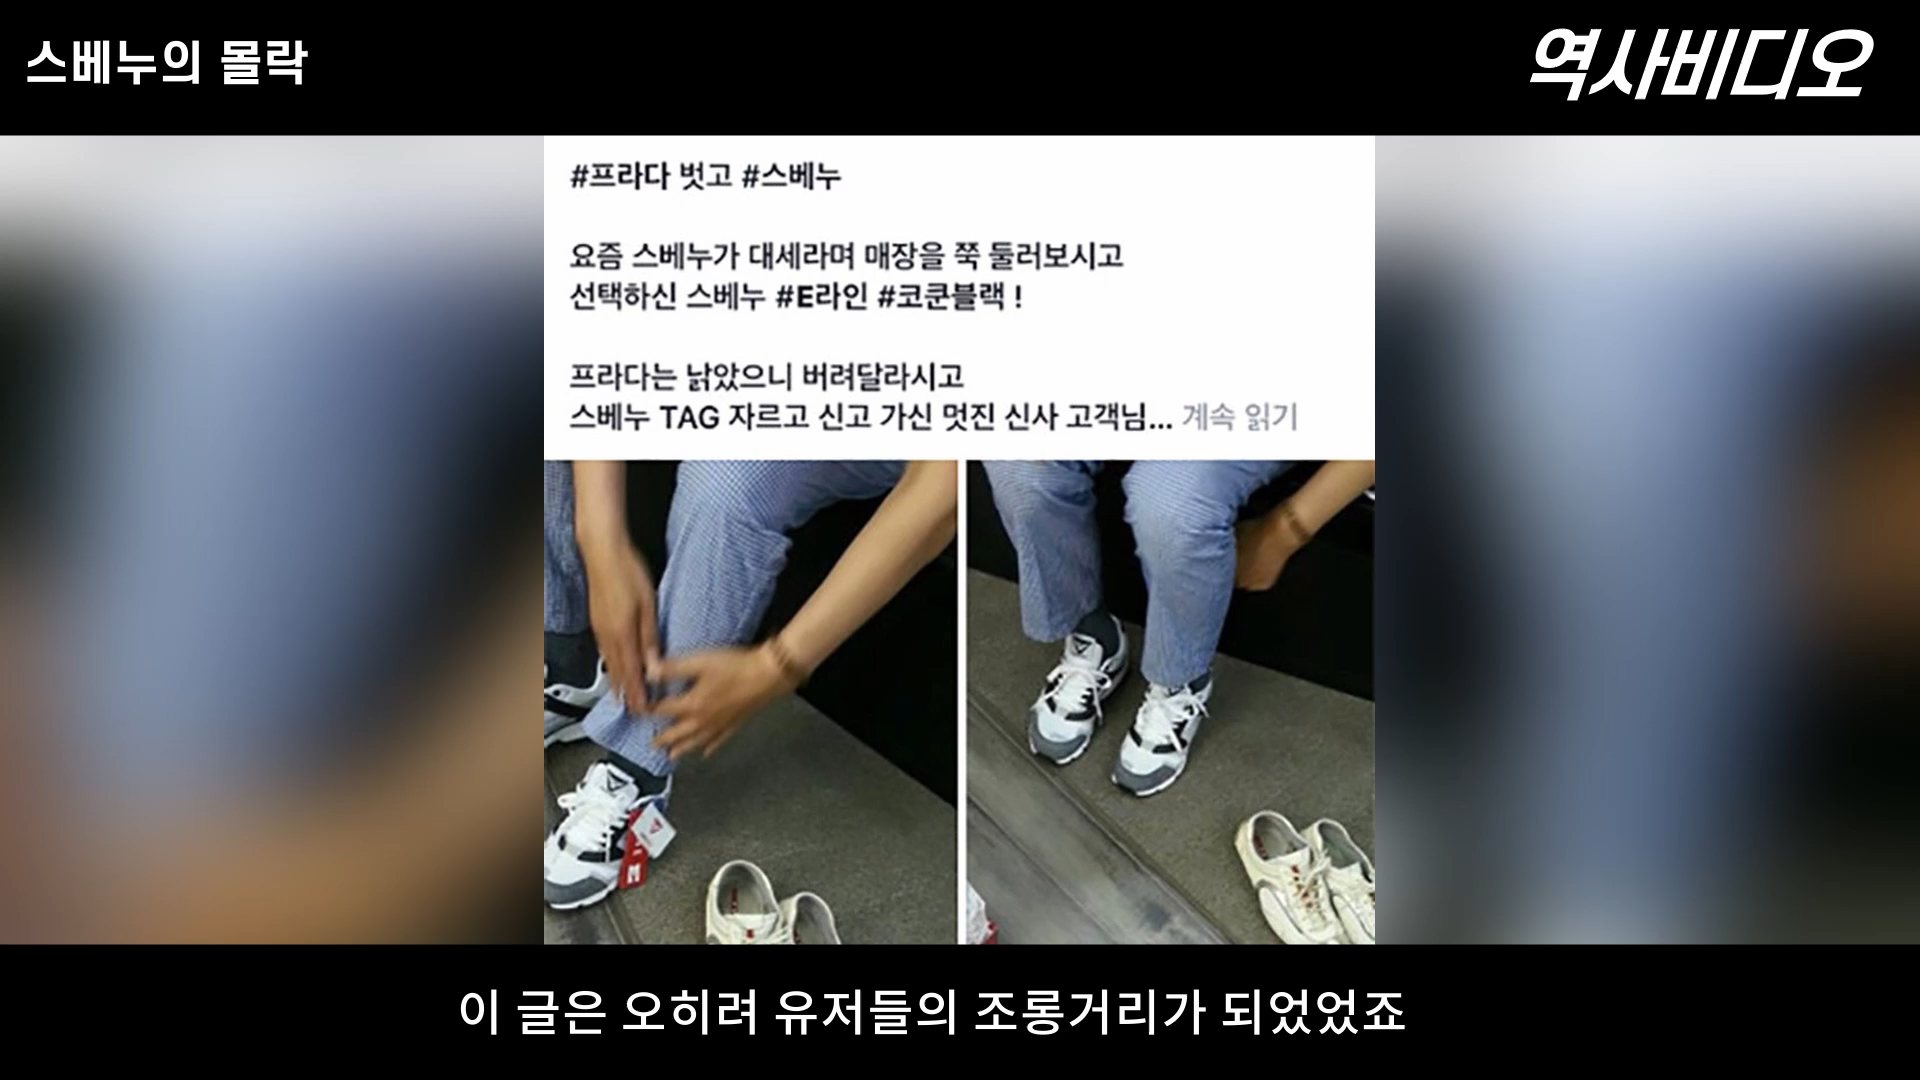 스베누의 몰락
역사비디오
#프라다 벗고 #스베누
요즘 스베누가 대세라며 매장을 쭉 둘러보시고
선택하신 스베누 #E라인 #코쿤블랙 !
프라다는 낡았으니 버려달라시고
스베누 TAG 자르고 신고 가신 멋진 신사 고객님... 계속 읽기
이 글은 오히려 유저들의 조롱거리가 되었었죠